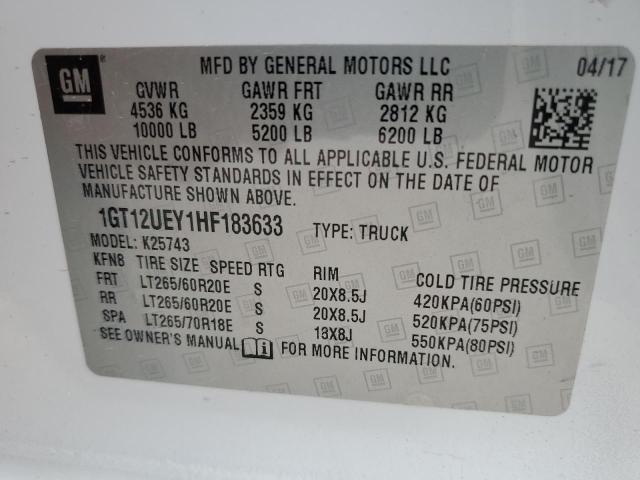 GM
MFD BY GENERAL MOTORS LLC 04/17
GVWR GAWR FRT GAWR RR
4536 KG 2359 KG 2812 KG
10000 LB 5200 LB 6200 LB
THIS VEHICLE CONFORMS TO ALL APPLICABLE U.S. FEDERAL MOTOR
VEHICLE SAFETY STANDARDS IN EFFECT ON THE DATE OF
MANUFACTURE SHOWN ABOVE.
1GT12UEY1HF183633 TYPE: TRUCK
MODEL: K25743
KFN8 TIRE SIZE SPEED RTG RIM COLD TIRE PRESSURE
FRT LT265/60R20E S 20X8.5J 420KPA(60PSI)
RR LT265/60R20E S 20X8.5J 520KPA(75PSI)
SPA LT265/70R18E S 18X8J 550KPA(80PSI)
SEE OWNER'S MANUAL FOR MORE INFORMATION.